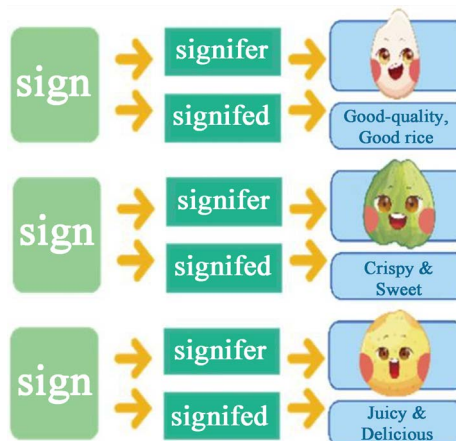 sign
signifer
signifed
Good-quality,
Good rice
sign
signifer
signifed
Crispy &
Sweet
sign
signifer
signifed
Juicy &
Delicious